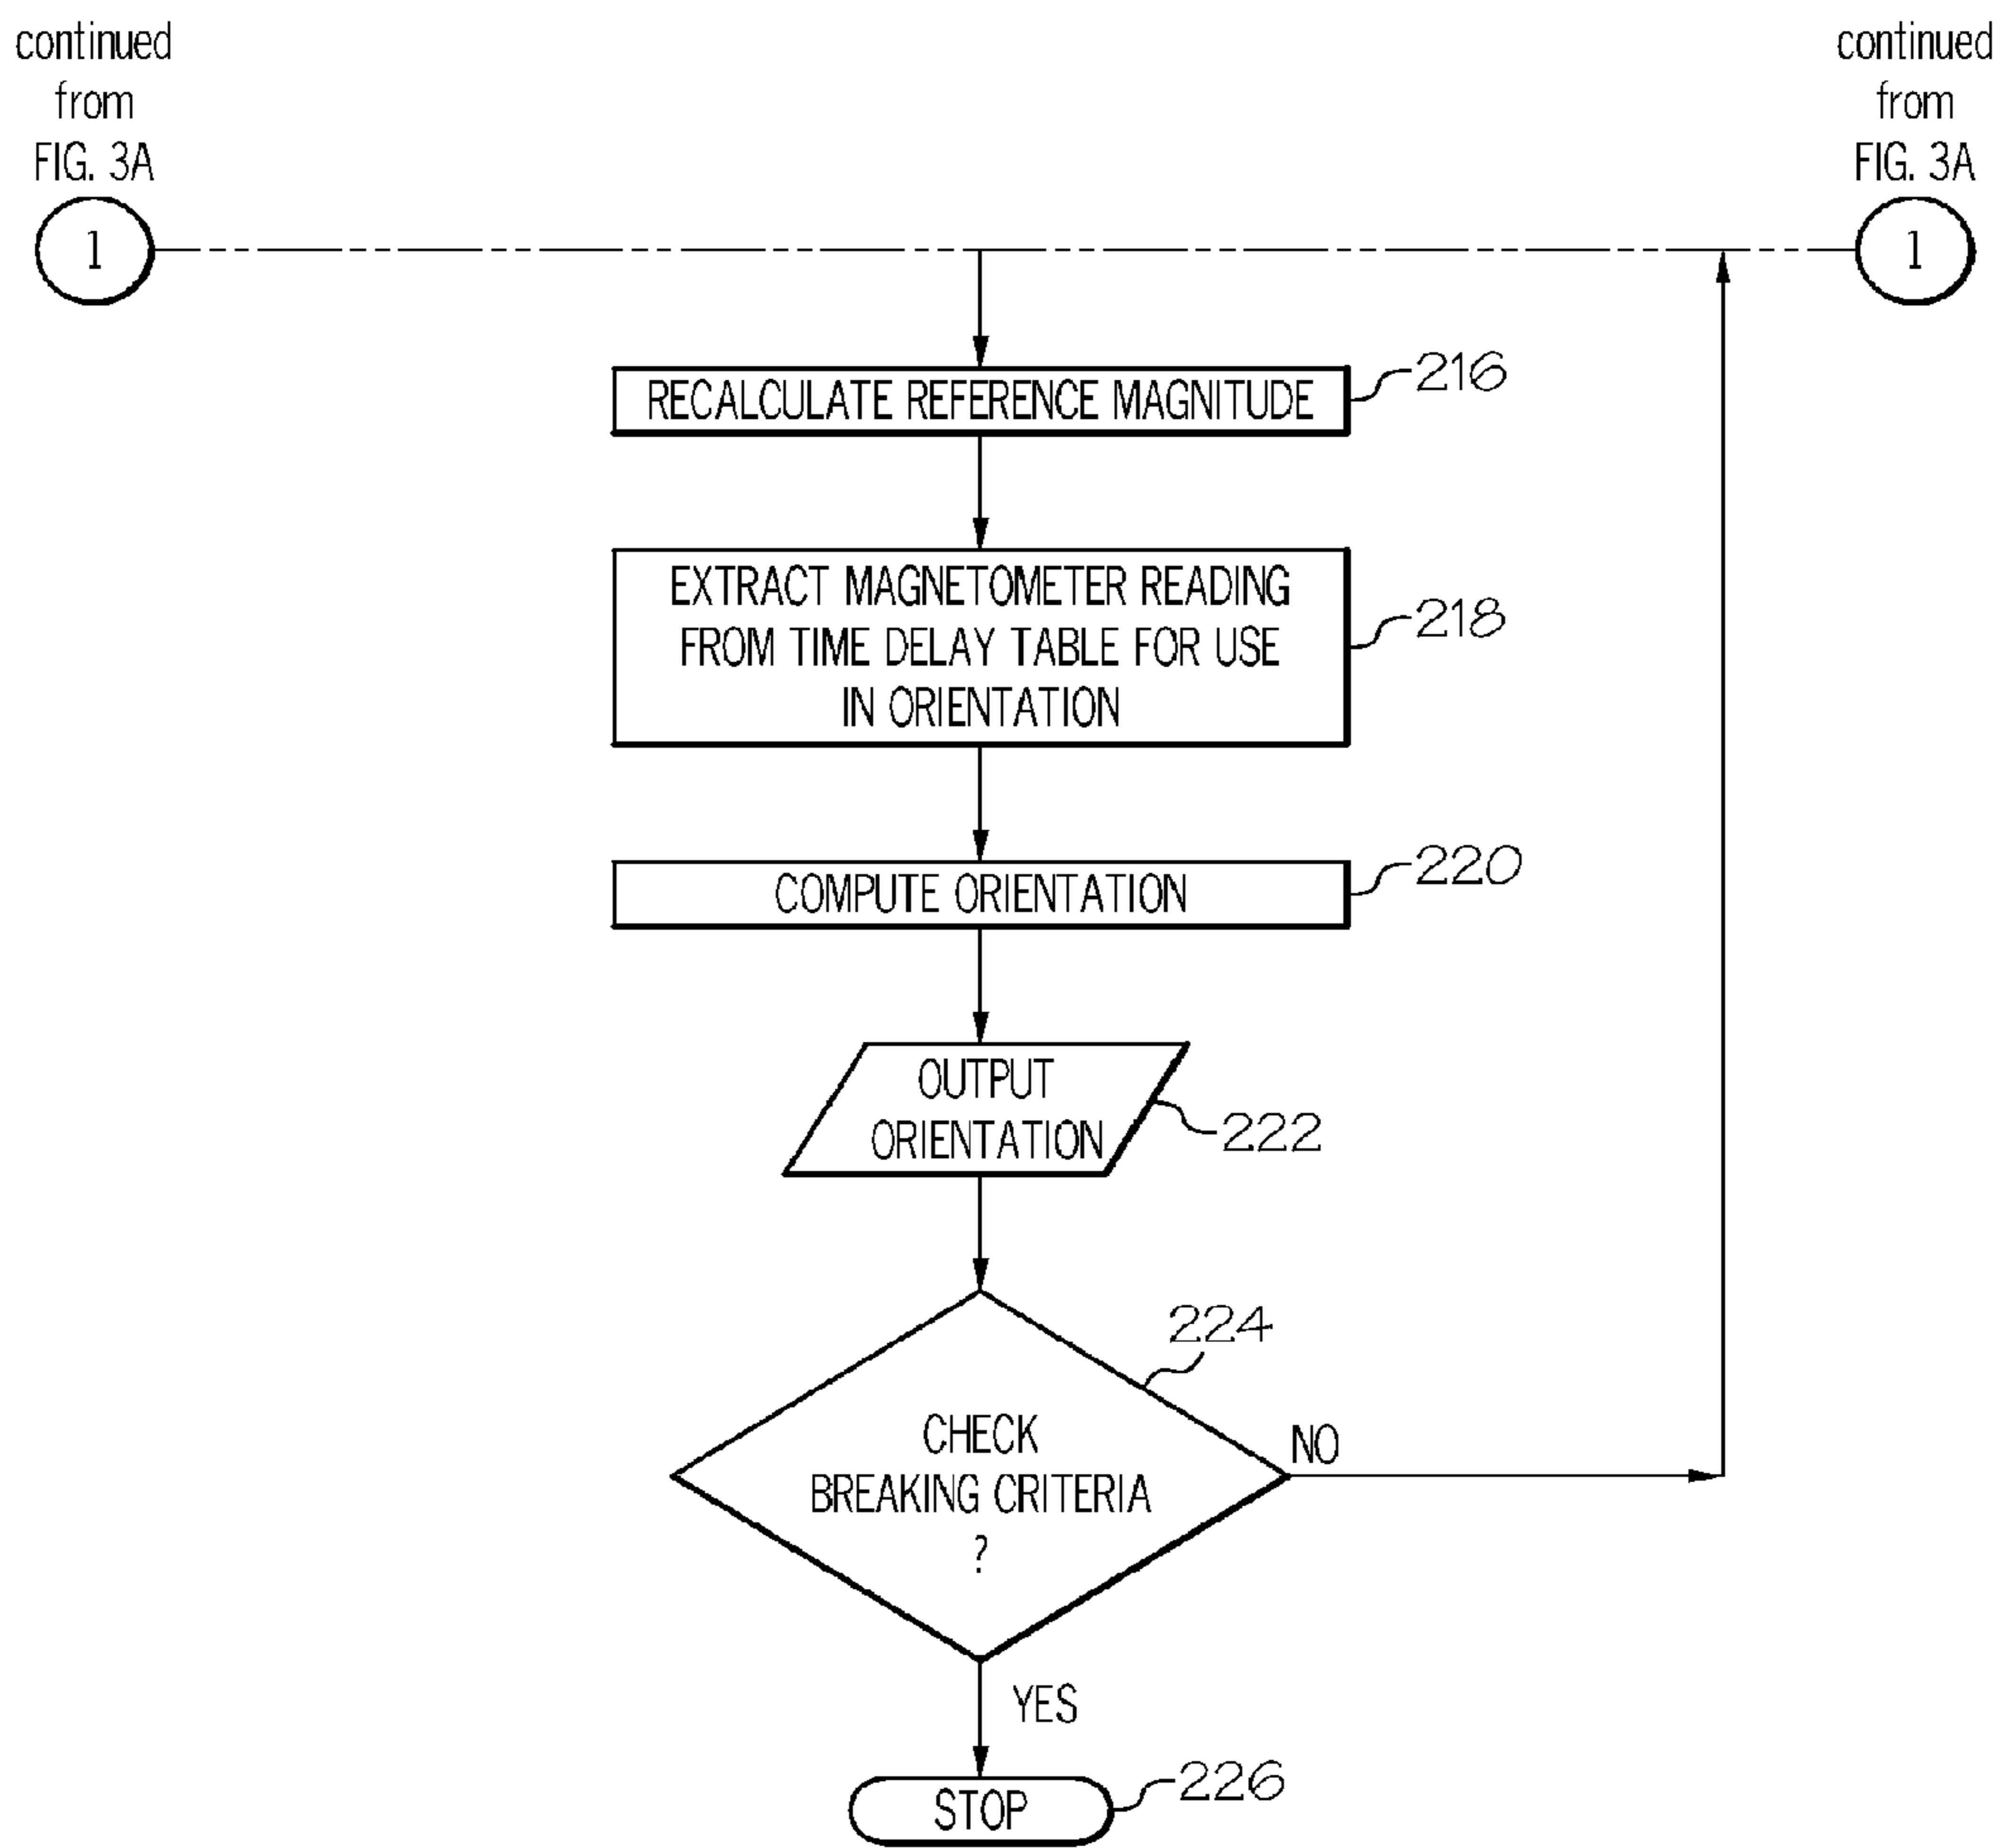 continued
from
FIG. 3A
continued
from
FIG. 3A
1
1
RECALCULATE REFERENCE MAGNITUDE
216
EXTRACT MAGNETOMETER READING
FROM TIME DELAY TABLE FOR USE
IN ORIENTATION
218
COMPUTE ORIENTATION
220
OUTPUT
ORIENTATION
222
224
CHECK
BREAKING CRITERIA
?
NO
YES
STOP
226